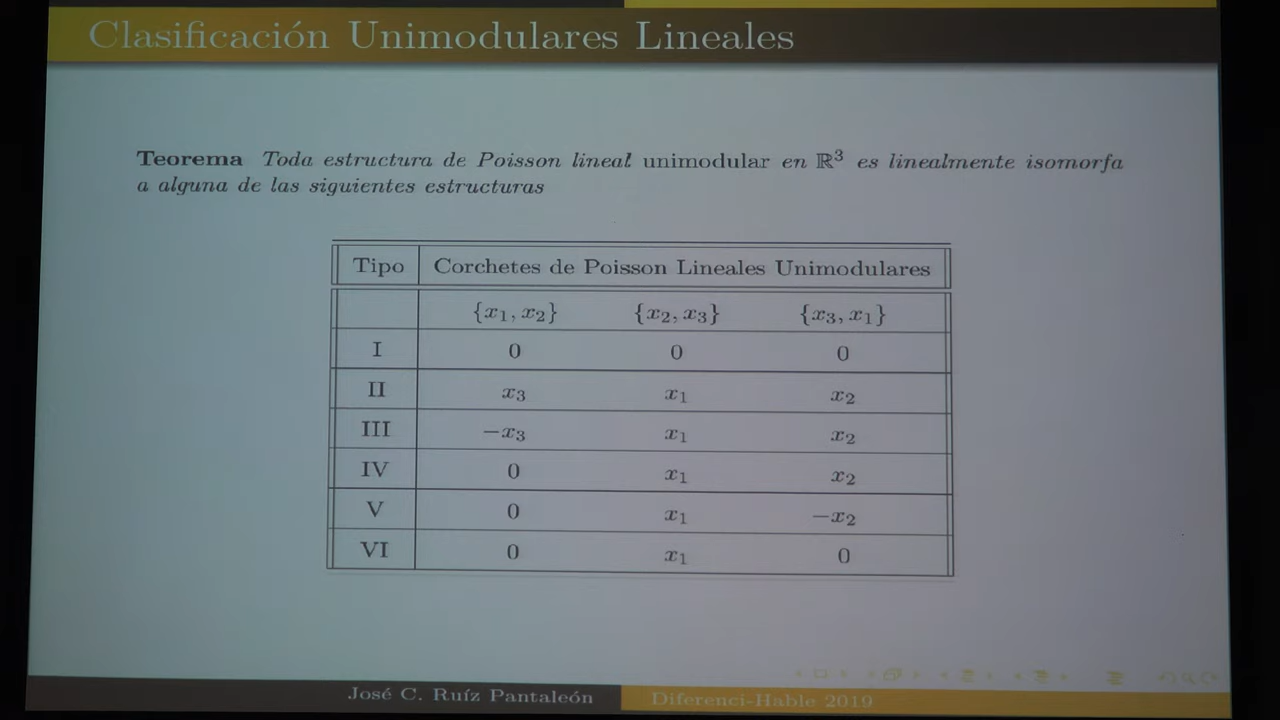 Clasificación Unimodulares Lineales
Teorema Toda estructura de Poisson lineal unimodular en ℝ³ es linealmente isomorfa
a alguna de las siguientes estructuras
Tipo Corchetes de Poisson Lineales Unimodulares
{x₁, x₂} {x₂, x₃} {x₃, x₁}
I 0 0 0
II x₃ x₁ x₂
III −x₃ x₁ x₂
IV 0 x₁ x₂
V 0 x₁ −x₂
VI 0 x₁ 0
José C. Ruíz Pantaleón Diferenci-Hable 2019